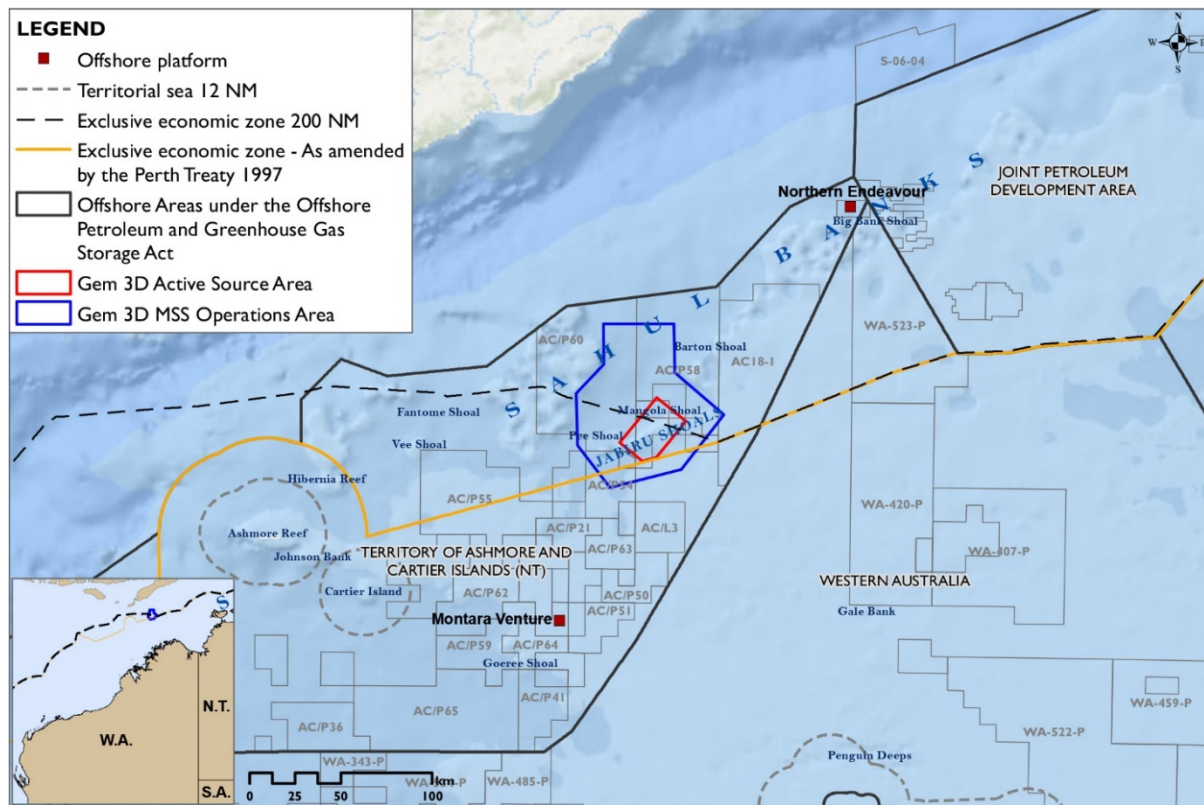 LEGEND
Offshore platform
Territorial sea 12 NM
Exclusive economic zone 200 NM
Exclusive economic zone - As amended
by the Perth Treaty 1997
Offshore Areas under the Offshore
Petroleum and Greenhouse Gas
Storage Act
Gem 3D Active Source Area
Gem 3D MSS Operations Area
N
W
E
S
S-06-04
JOINT PETROLEUM
DEVELOPMENT AREA
Northern Endeavour
Big Bank Shoal
SAHUL BANKS
WA-523-P
AC/P60
Barton Shoal
AC/P58
AC18-1
Fantome Shoal
Mangola Shoal
Pee Shoal
JABIRU SHOALS
Vee Shoal
Hibernia Reef
AC/P55
AC/P54
Ashmore Reef
AC/P21
AC/L3
WA-420-P
Johnson Bank
TERRITORY OF ASHMORE AND
CARTIER ISLANDS (NT)
AC/P63
WA-407-P
Cartier Island
AC/P62
AC/P50
WESTERN AUSTRALIA
AC/P51
Gale Bank
Montara Venture
AC/P59
AC/P64
Goeree Shoal
AC/P41
AC/P65
AC/P36
WA-459-P
WA-522-P
WA-343-P
WA-485-P
Penguin Deeps
S
N.T.
W.A.
S.A.
km
0
25
50
100